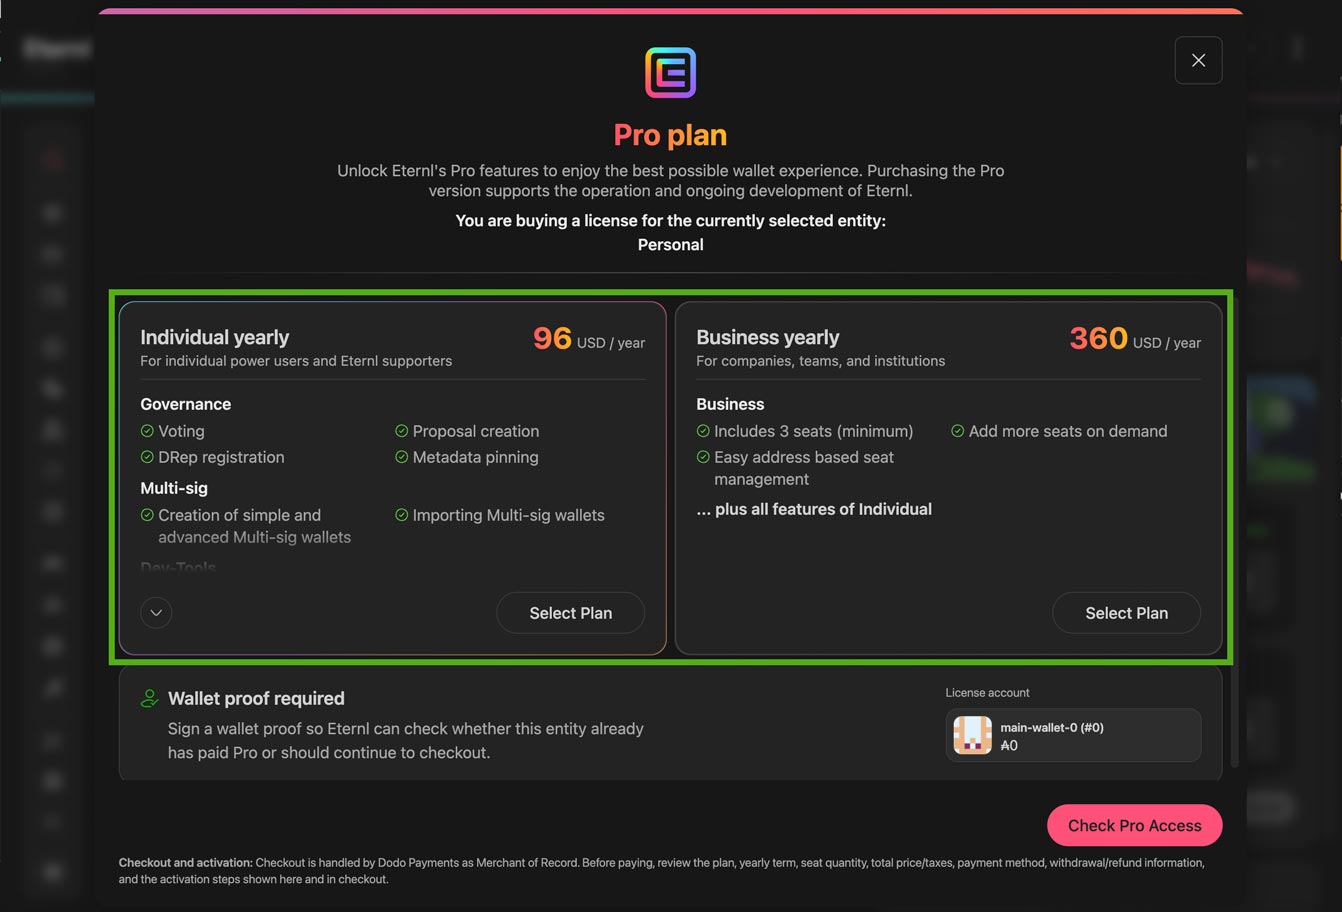 Eternl
Pro plan
Unlock Eternl's Pro features to enjoy the best possible wallet experience. Purchasing the Pro
version supports the operation and ongoing development of Eternl.
You are buying a license for the currently selected entity:
Personal
Individual yearly
96 USD / year
For individual power users and Eternl supporters
Governance
Voting
Proposal creation
DRep registration
Metadata pinning
Multi-sig
Creation of simple and
advanced Multi-sig wallets
Importing Multi-sig wallets
Dev-Tools
Select Plan
Business yearly
360 USD / year
For companies, teams, and institutions
Business
Includes 3 seats (minimum)
Add more seats on demand
Easy address based seat
management
... plus all features of Individual
Select Plan
Wallet proof required
Sign a wallet proof so Eternl can check whether this entity already
has paid Pro or should continue to checkout.
License account
main-wallet-0 (#0)
₳0
Check Pro Access
Checkout and activation: Checkout is handled by Dodo Payments as Merchant of Record. Before paying, review the plan, yearly term, seat quantity, total price/taxes, payment method, withdrawal/refund information,
and the activation steps shown here and in checkout.